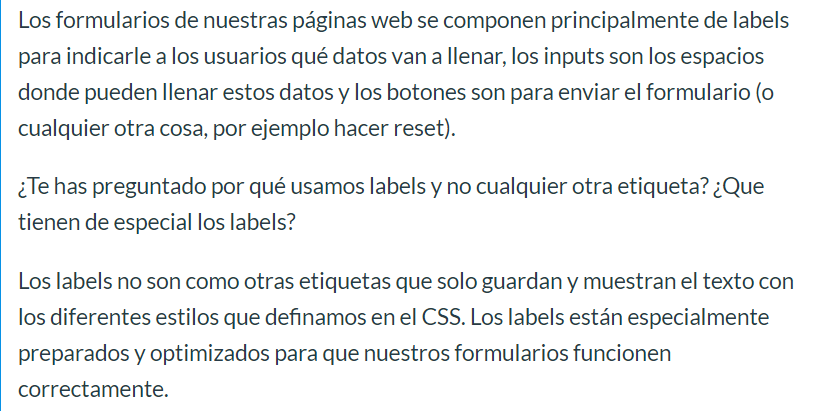 Los formularios de nuestras páginas web se componen principalmente de labels
para indicarle a los usuarios qué datos van a llenar, los inputs son los espacios
donde pueden llenar estos datos y los botones son para enviar el formulario (o
cualquier otra cosa, por ejemplo hacer reset).
¿Te has preguntado por qué usamos labels y no cualquier otra etiqueta? ¿Que
tienen de especial los labels?
Los labels no son como otras etiquetas que solo guardan y muestran el texto con
los diferentes estilos que definamos en el CSS. Los labels están especialmente
preparados y optimizados para que nuestros formularios funcionen
correctamente.